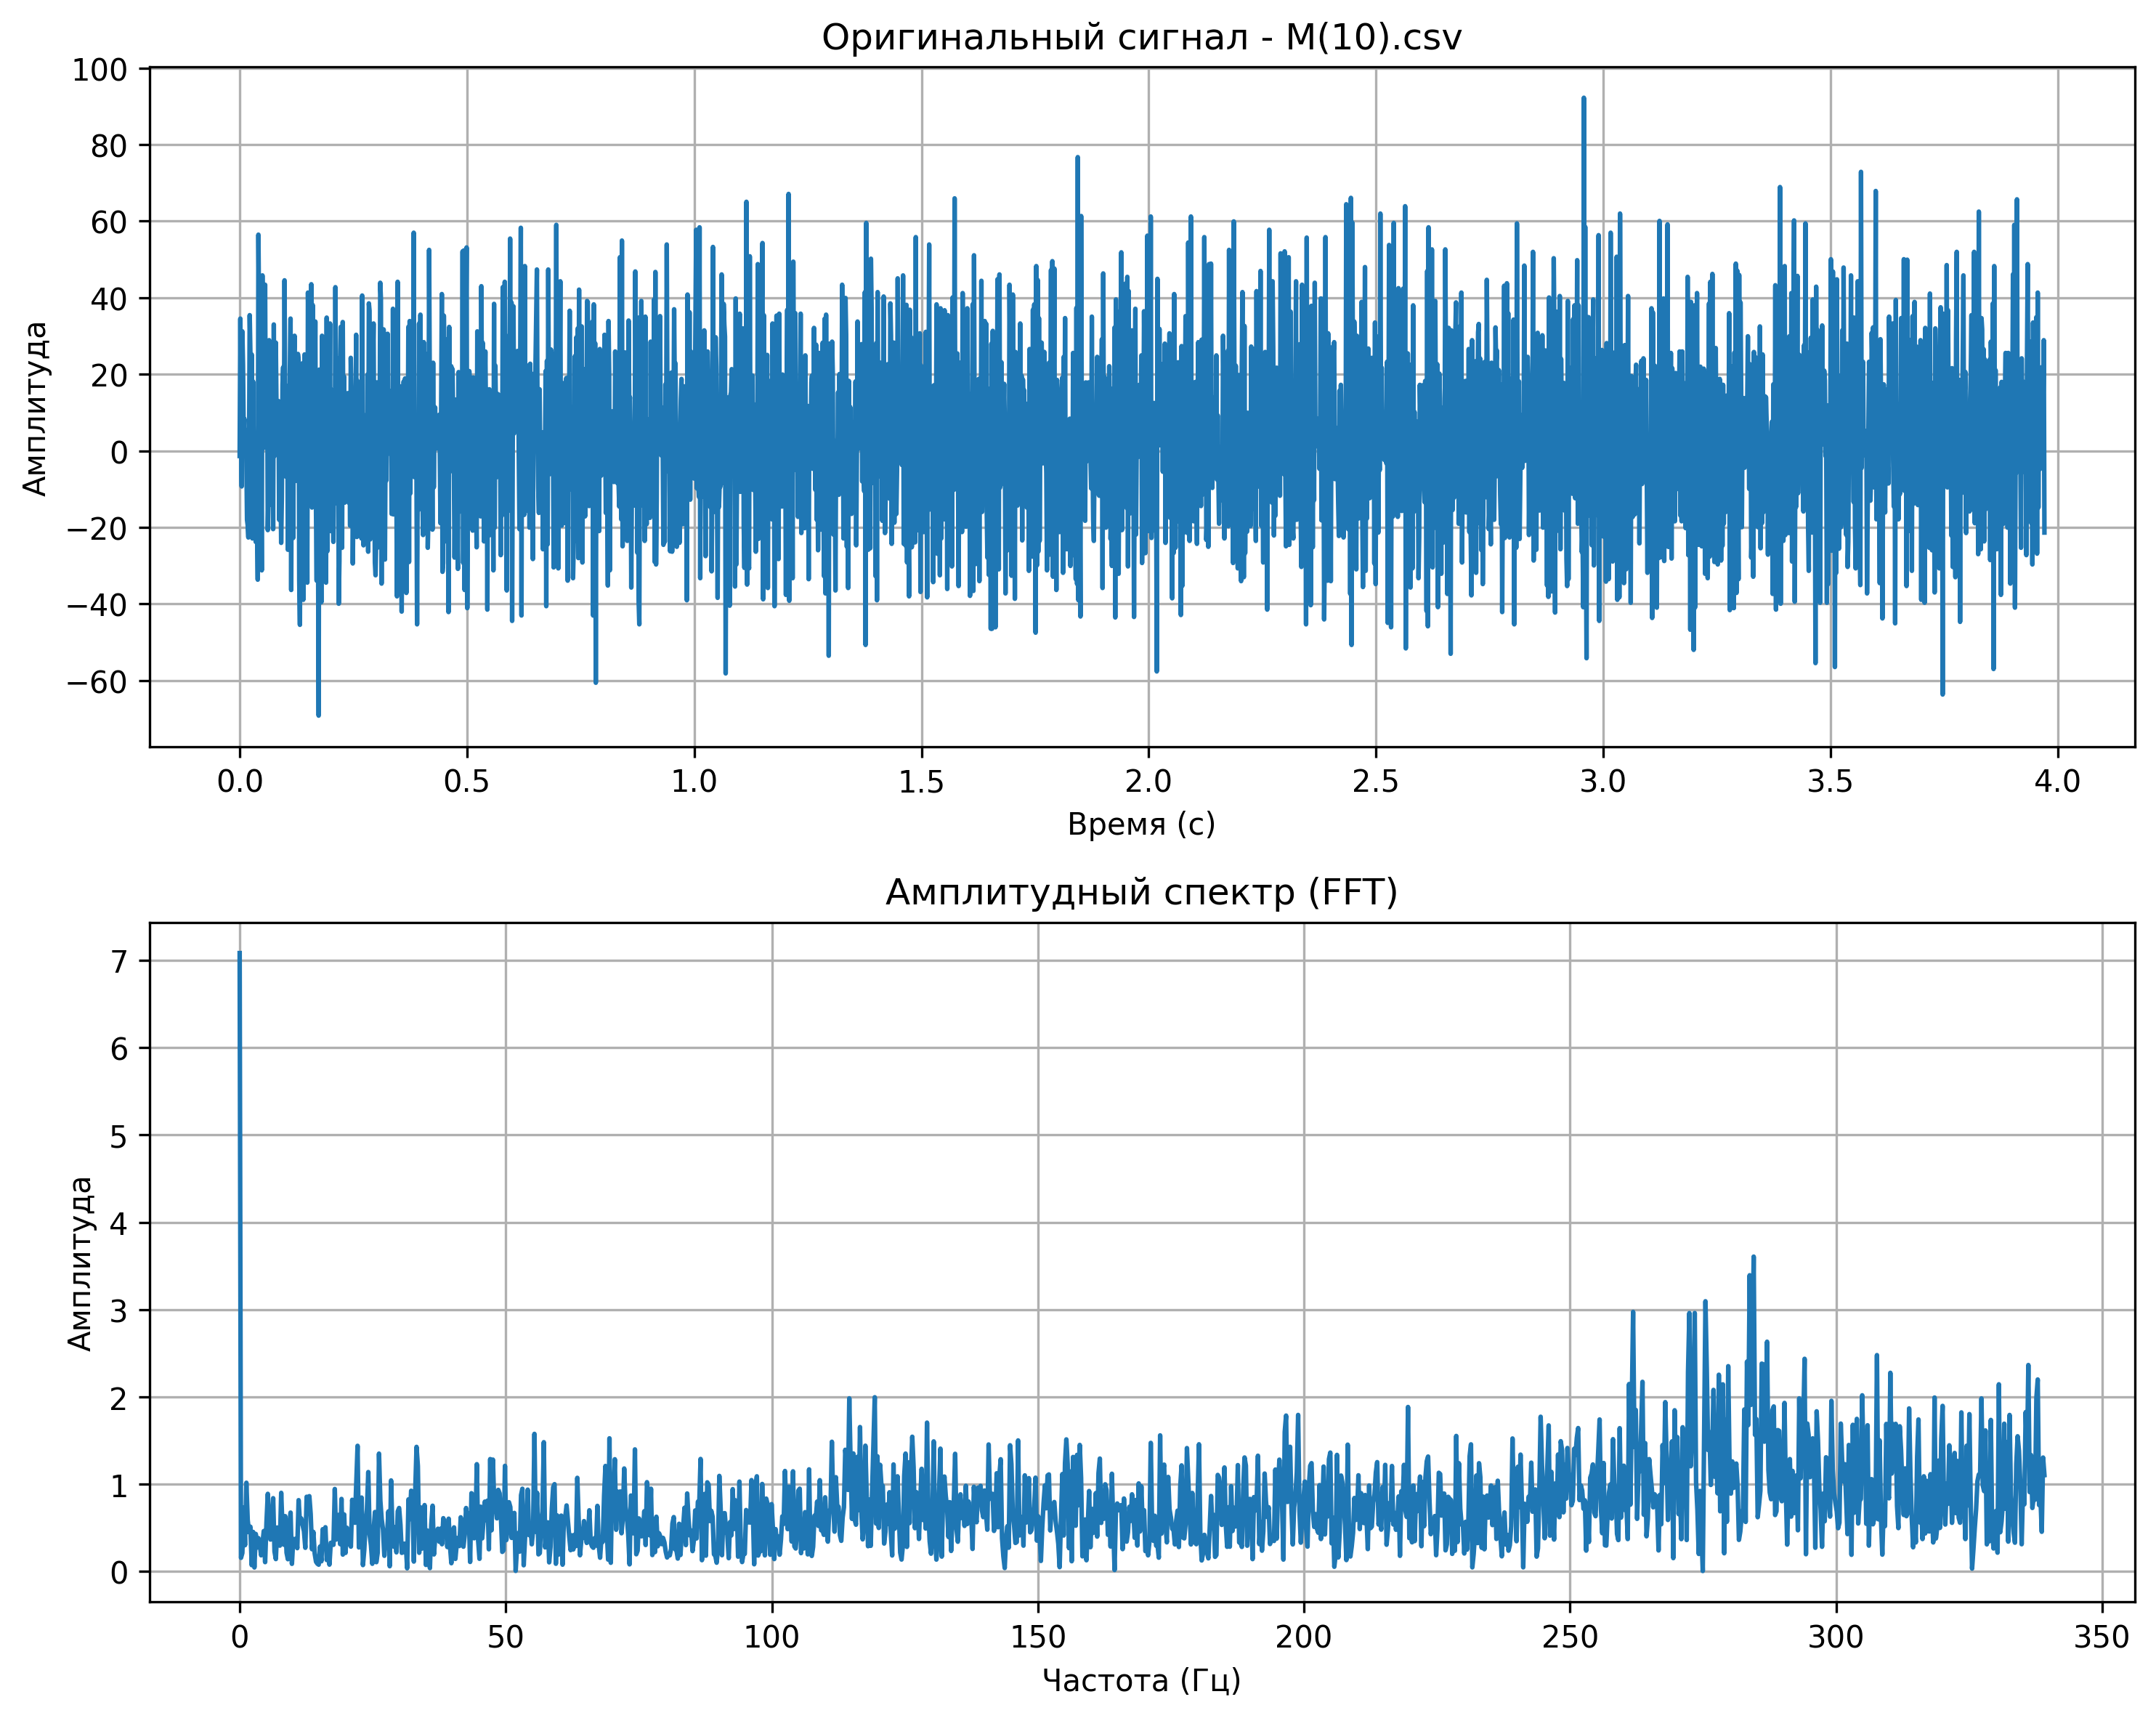 Оригинальный сигнал - M(10).csv
100
80
60
40
20
0
−20
−40
−60
Амплитуда
0.0 0.5 1.0 1.5 2.0 2.5 3.0 3.5 4.0
Время (с)
Амплитудный спектр (FFT)
7
6
5
4
3
2
1
0
Амплитуда
0 50 100 150 200 250 300 350
Частота (Гц)